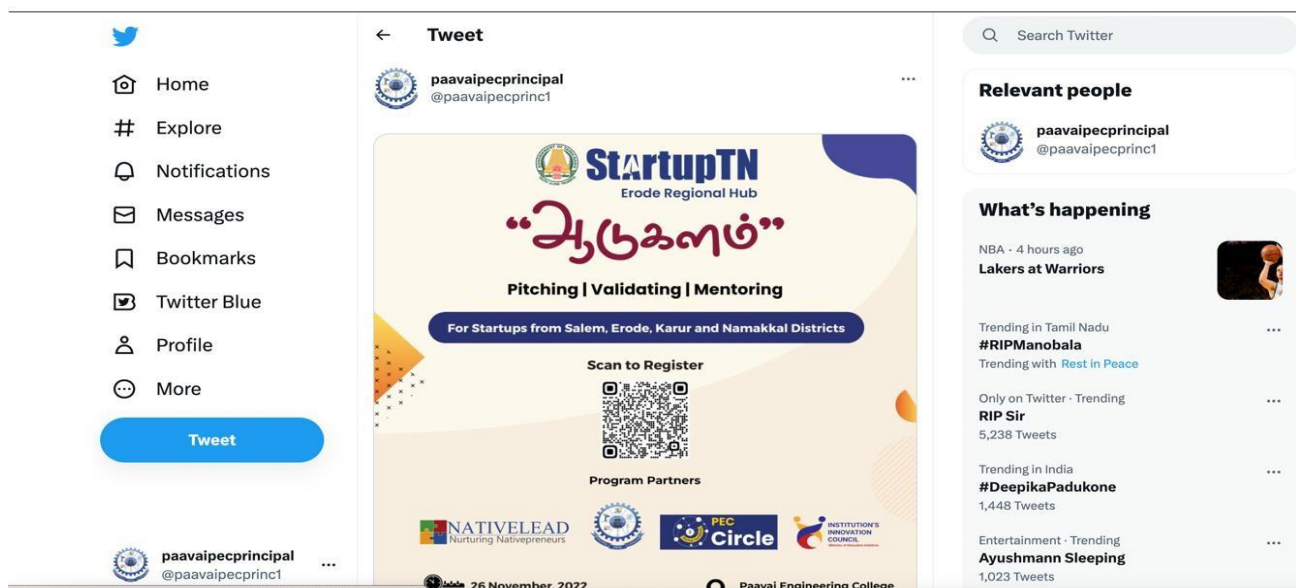 Home
Explore
Notifications
Messages
Bookmarks
Twitter Blue
Profile
More
Tweet
paavaipecprincipal
@paavaipecprinc1
Tweet
paavaipecprincipal
@paavaipecprinc1
StartupTN
Erode Regional Hub
“ஆடுகளம்”
Pitching | Validating | Mentoring
For Startups from Salem, Erode, Karur and Namakkal Districts
Scan to Register
Program Partners
NATIVELEAD
Nurturing Nativepreneurs
PEC
Circle
INSTITUTION'S
INNOVATION
COUNCIL
26 November, 2022
Paavai Engineering College
Search Twitter
Relevant people
paavaipecprincipal
@paavaipecprinc1
What’s happening
NBA · 4 hours ago
Lakers at Warriors
Trending in Tamil Nadu
#RIPManobala
Trending with Rest in Peace
Only on Twitter · Trending
RIP Sir
5,238 Tweets
Trending in India
#DeepikaPadukone
1,448 Tweets
Entertainment · Trending
Ayushmann Sleeping
1,023 Tweets